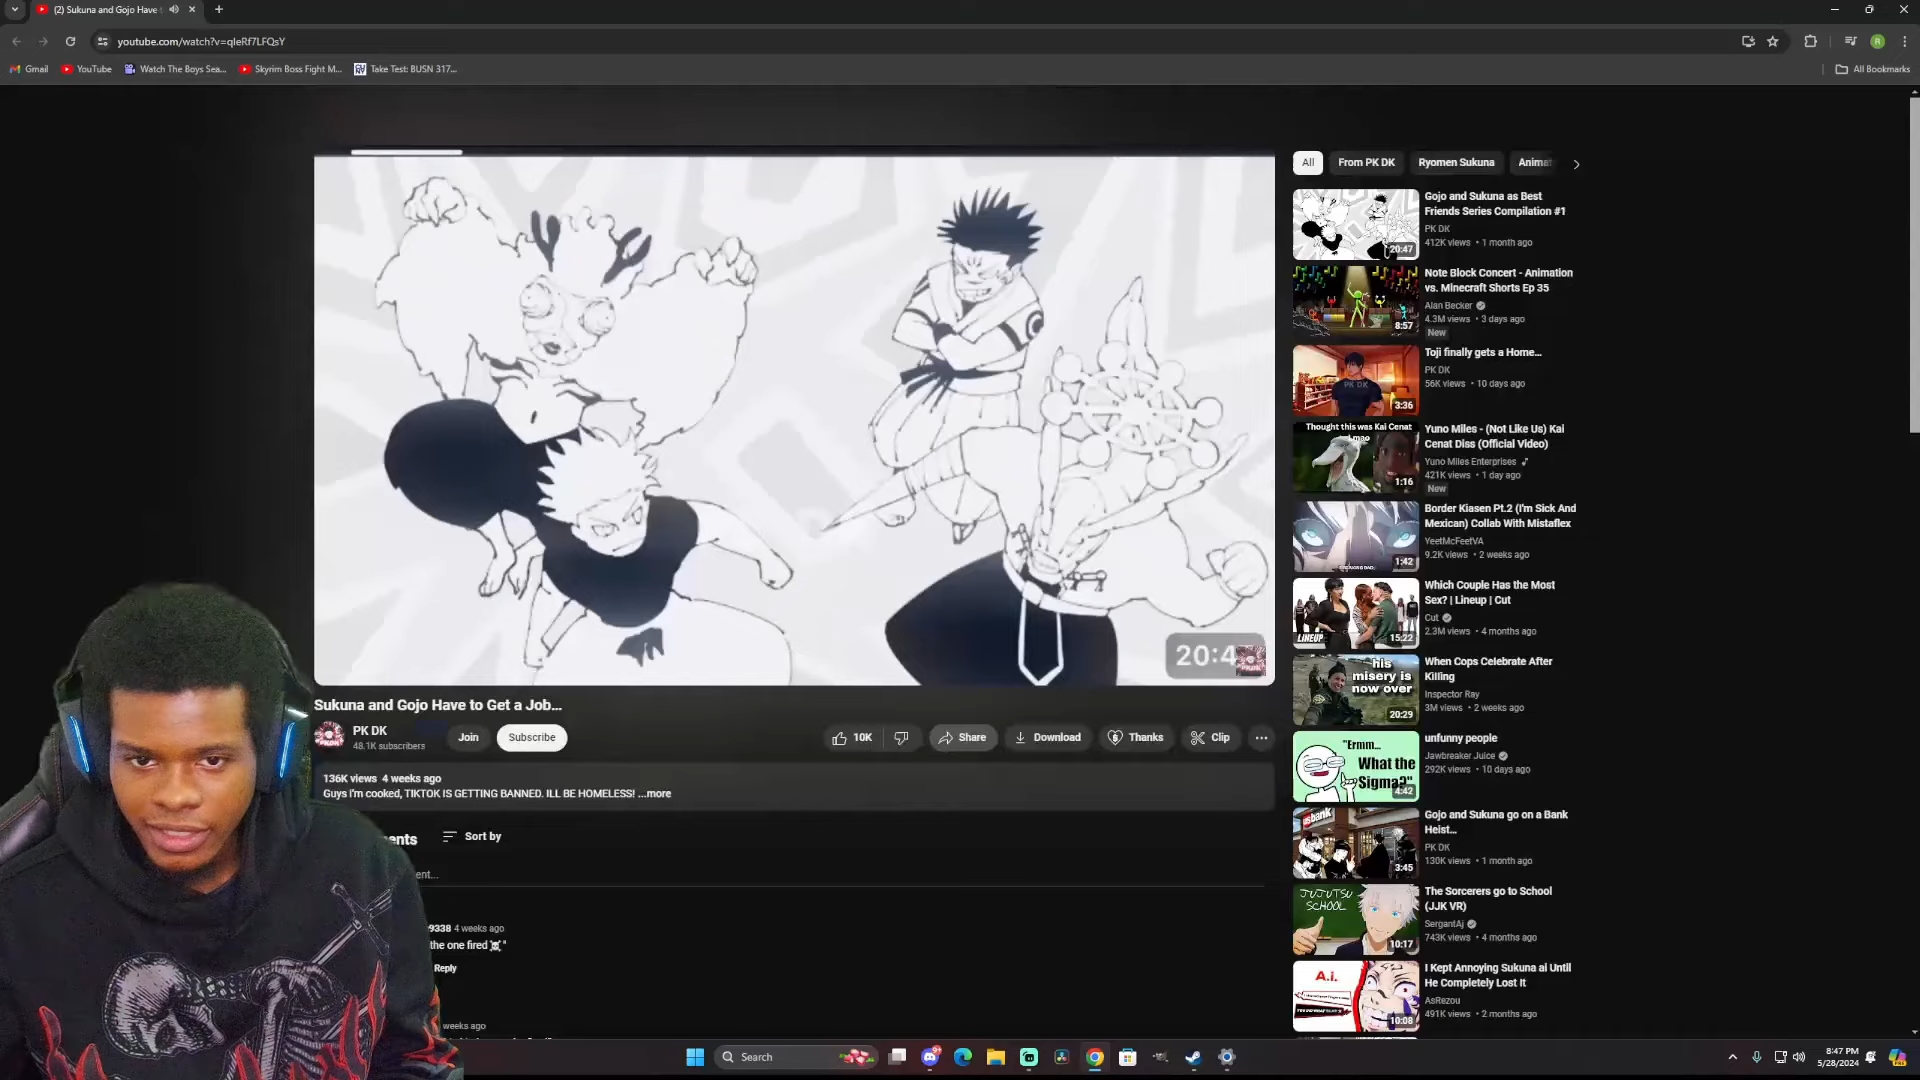 (2) Sukuna and Gojo Have
youtube.com/watch?v=qleRf7LFQsY
Gmail
YouTube
Watch The Boys Sea...
Skyrim Boss Fight M...
Take Test: BUSN 317...
All Bookmarks
20:4
Sukuna and Gojo Have to Get a Job...
PK DK
48.1K subscribers
Join
Subscribe
10K
Share
Download
Thanks
Clip
136K views 4 weeks ago
Guys I'm cooked, TIKTOK IS GETTING BANNED. ILL BE HOMELESS! ...more
ents
Sort by
ent...
9338 4 weeks ago
the one fired ☠"
Reply
weeks ago
All
From PK DK
Ryomen Sukuna
Animat
20:47
Gojo and Sukuna as Best
Friends Series Compilation #1
PK DK
412K views • 1 month ago
8:57
Note Block Concert - Animation
vs. Minecraft Shorts Ep 35
Alan Becker
4.3M views • 3 days ago
New
PK DK
3:36
Toji finally gets a Home...
PK DK
56K views • 10 days ago
Thought this was Kai Cenat
lmao
1:16
Yuno Miles - (Not Like Us) Kai
Cenat Diss (Official Video)
Yuno Miles Enterprises
421K views • 1 day ago
New
1:42
Border Kiasen Pt.2 (I'm Sick And
Mexican) Collab With Mistaflex
YeetMcFeetVA
9.2K views • 2 weeks ago
LINEUP
15:22
Which Couple Has the Most
Sex? | Lineup | Cut
Cut
2.3M views • 4 months ago
his
misery is
now over
20:29
When Cops Celebrate After
Killing
Inspector Ray
3M views • 2 weeks ago
"Ermm...
What the
Sigma?"
4:42
unfunny people
Jawbreaker Juice
292K views • 10 days ago
3:45
Gojo and Sukuna go on a Bank
Heist...
PK DK
130K views • 1 month ago
JUJUTSU
SCHOOL
10:17
The Sorcerers go to School
(JJK VR)
SergantAj
743K views • 4 months ago
A.i.
10:08
I Kept Annoying Sukuna ai Until
He Completely Lost It
AsRezou
491K views • 2 months ago
Search
8:47 PM
5/28/2024